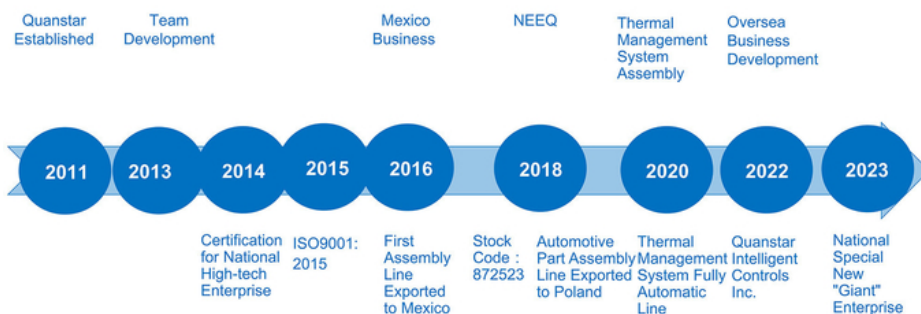 Quanstar
Established
Team
Development
Mexico
Business
NEEQ
Thermal
Management
System
Assembly
Oversea
Business
Development
2011
2013
2014
2015
2016
2018
2020
2022
2023
Certification
for National
High-tech
Enterprise
ISO9001:
2015
First
Assembly
Line
Exported
to Mexico
Stock
Code :
872523
Automotive
Part Assembly
Line Exported
to Poland
Thermal
Management
System Fully
Automatic
Line
Quanstar
Intelligent
Controls
Inc.
National
Special
New
"Giant"
Enterprise